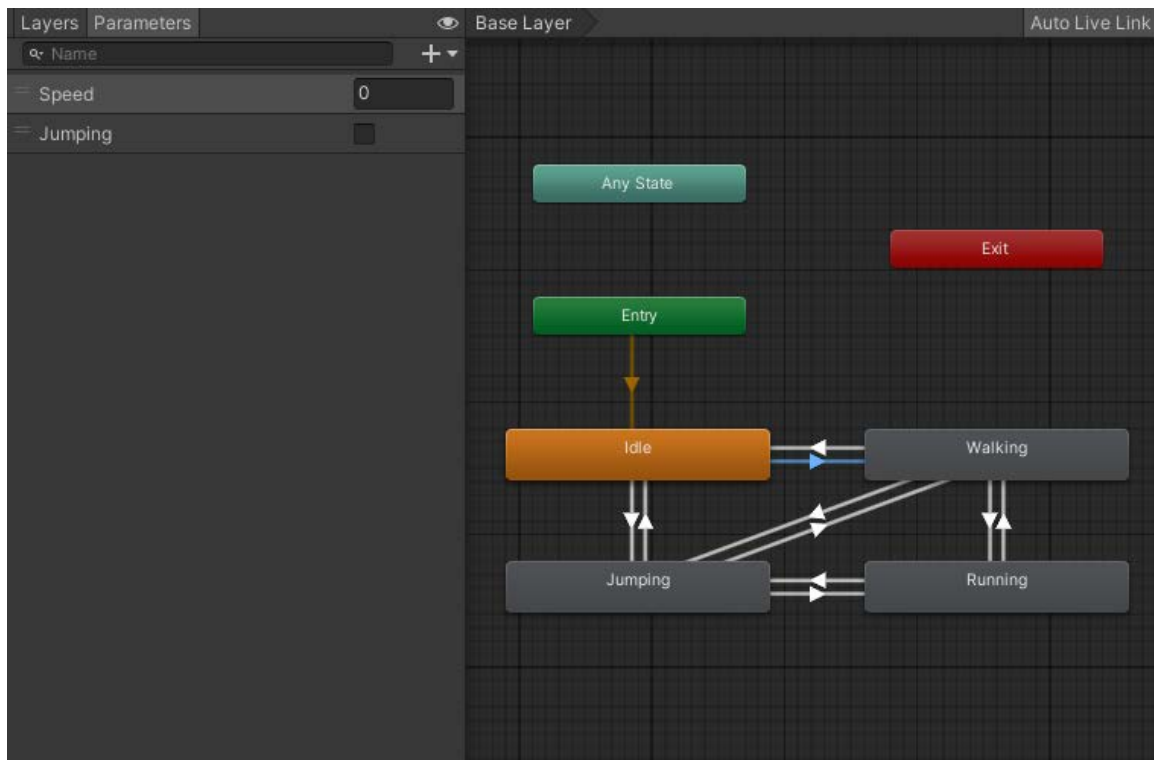 Layers Parameters
Base Layer
Auto Live Link
Name
Speed 0
Jumping
Any State
Exit
Entry
Idle
Walking
Jumping
Running